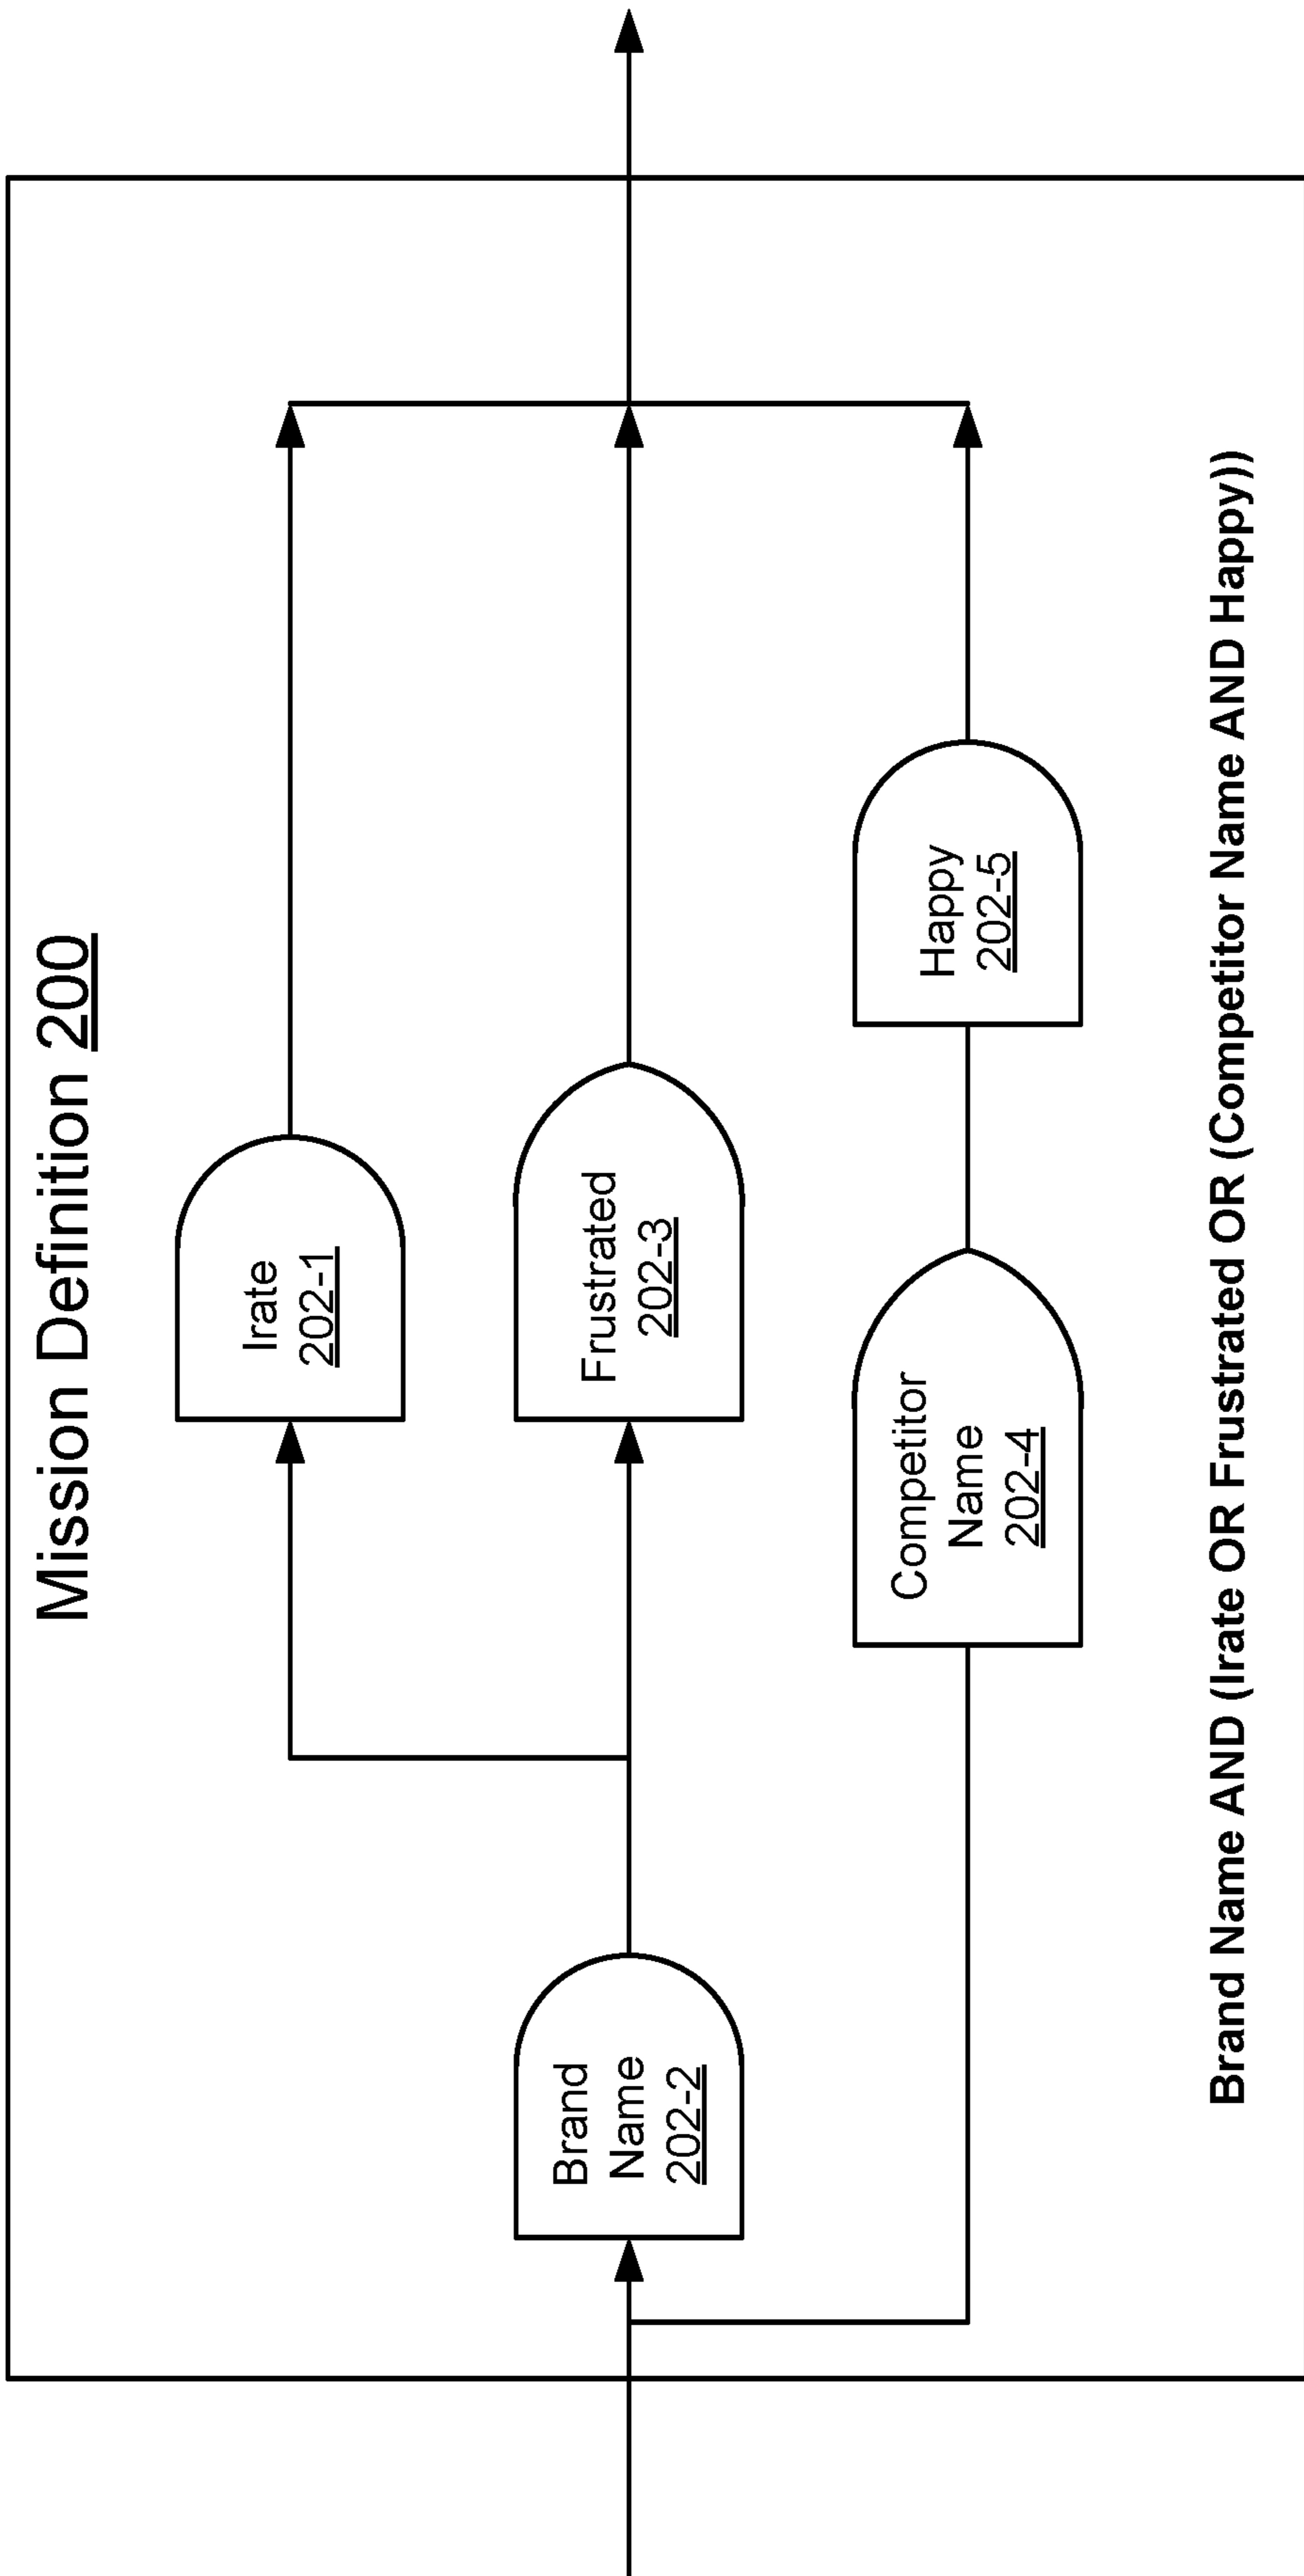 Mission Definition 200
Irate
202-1
Brand
Name
202-2
Frustrated
202-3
Competitor
Name
202-4
Happy
202-5
Brand Name AND (Irate OR Frustrated OR (Competitor Name AND Happy))